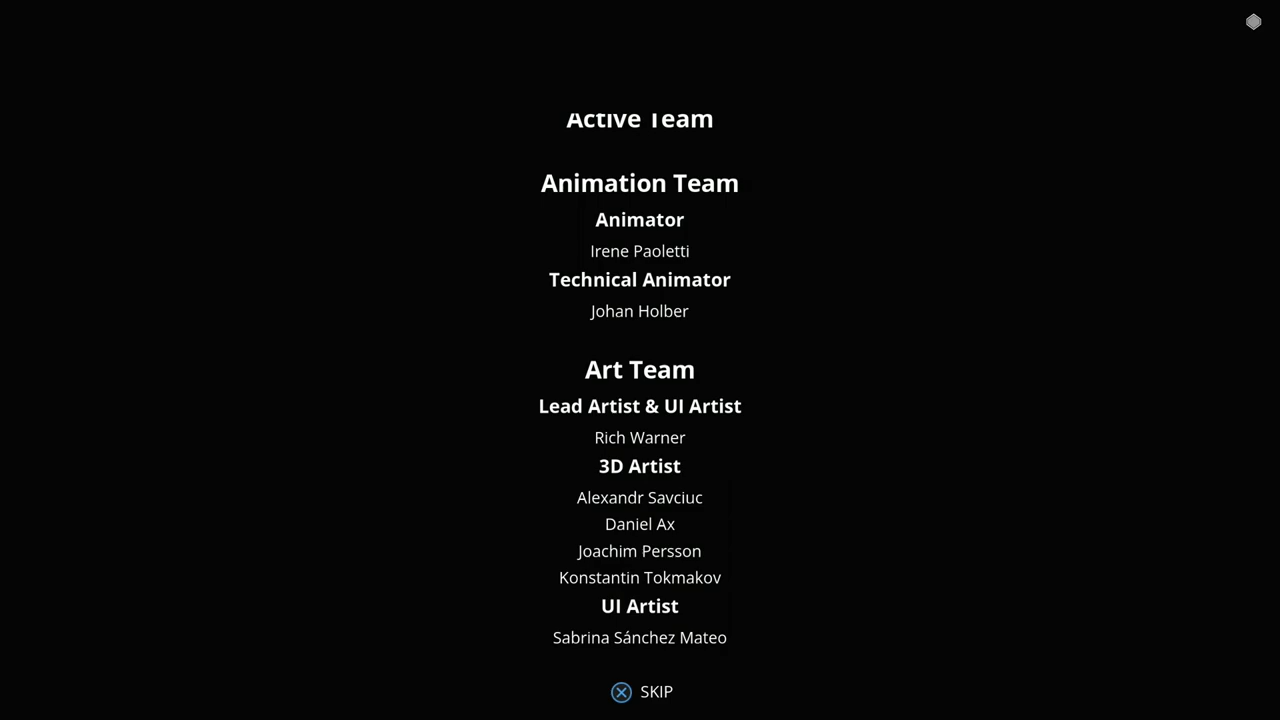 Active Team
Animation Team
Animator
Irene Paoletti
Technical Animator
Johan Holber
Art Team
Lead Artist & UI Artist
Rich Warner
3D Artist
Alexandr Savciuc
Daniel Ax
Joachim Persson
Konstantin Tokmakov
UI Artist
Sabrina Sánchez Mateo
SKIP